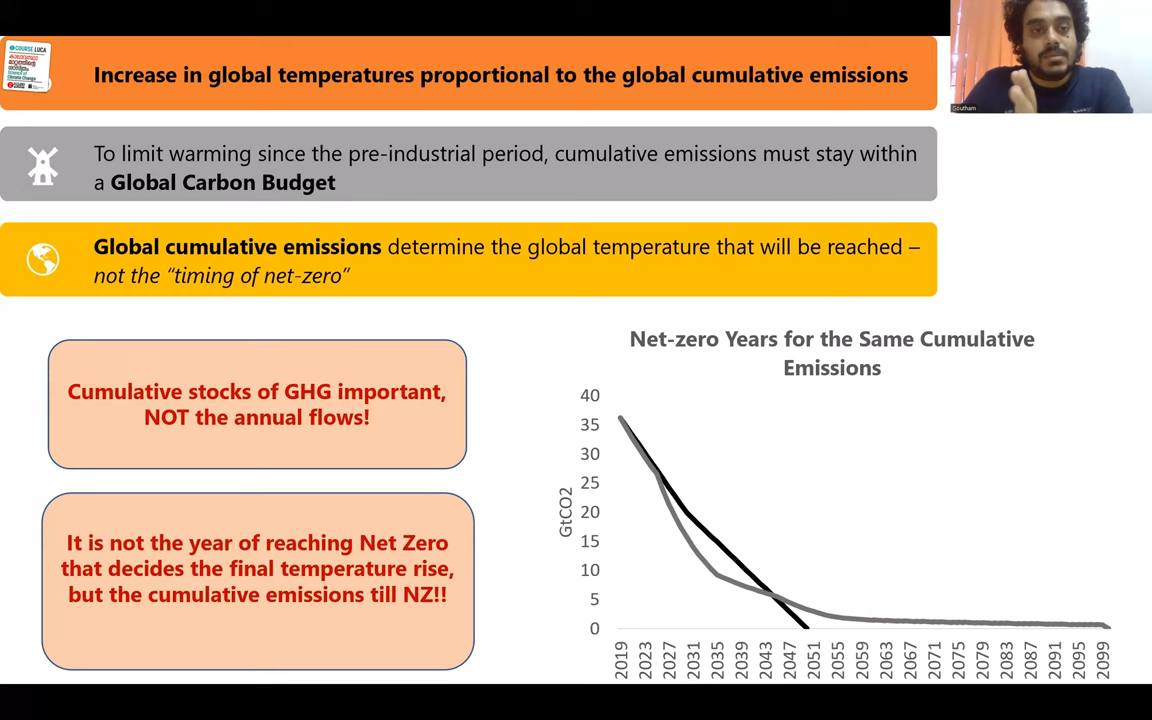 COURSE LUCA
Increase in global temperatures proportional to the global cumulative emissions
Goutham
To limit warming since the pre-industrial period, cumulative emissions must stay within
a Global Carbon Budget
Global cumulative emissions determine the global temperature that will be reached –
not the “timing of net-zero”
Cumulative stocks of GHG important,
NOT the annual flows!
It is not the year of reaching Net Zero
that decides the final temperature rise,
but the cumulative emissions till NZ!!
Net-zero Years for the Same Cumulative
Emissions
GtCO2
40
35
30
25
20
15
10
5
0
2019
2023
2027
2031
2035
2039
2043
2047
2051
2055
2059
2063
2067
2071
2075
2079
2083
2087
2091
2095
2099